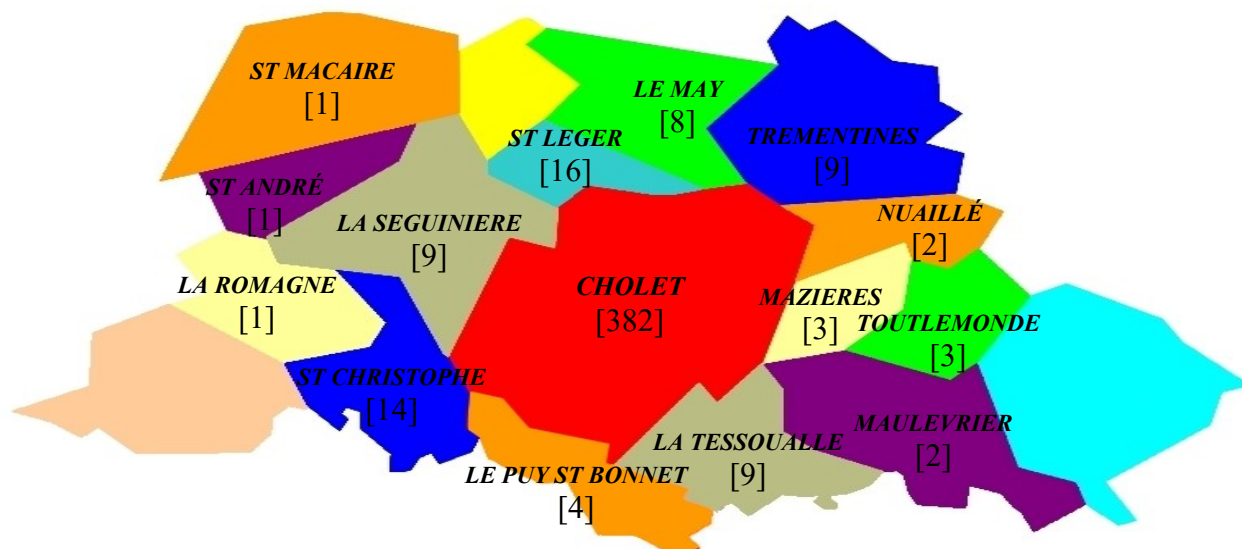 ST MACAIRE
[1]
LE MAY
[8]
TREMENTINES
[9]
ST LEGER
[16]
ST ANDRÉ
[1]
LA SEGUINIERE
[9]
NUAILLÉ
[2]
LA ROMAGNE
[1]
CHOLET
[382]
MAZIERES
[3]
TOUTLEMONDE
[3]
ST CHRISTOPHE
[14]
MAULEVRIER
[2]
LA TESSOUALLE
[9]
LE PUY ST BONNET
[4]